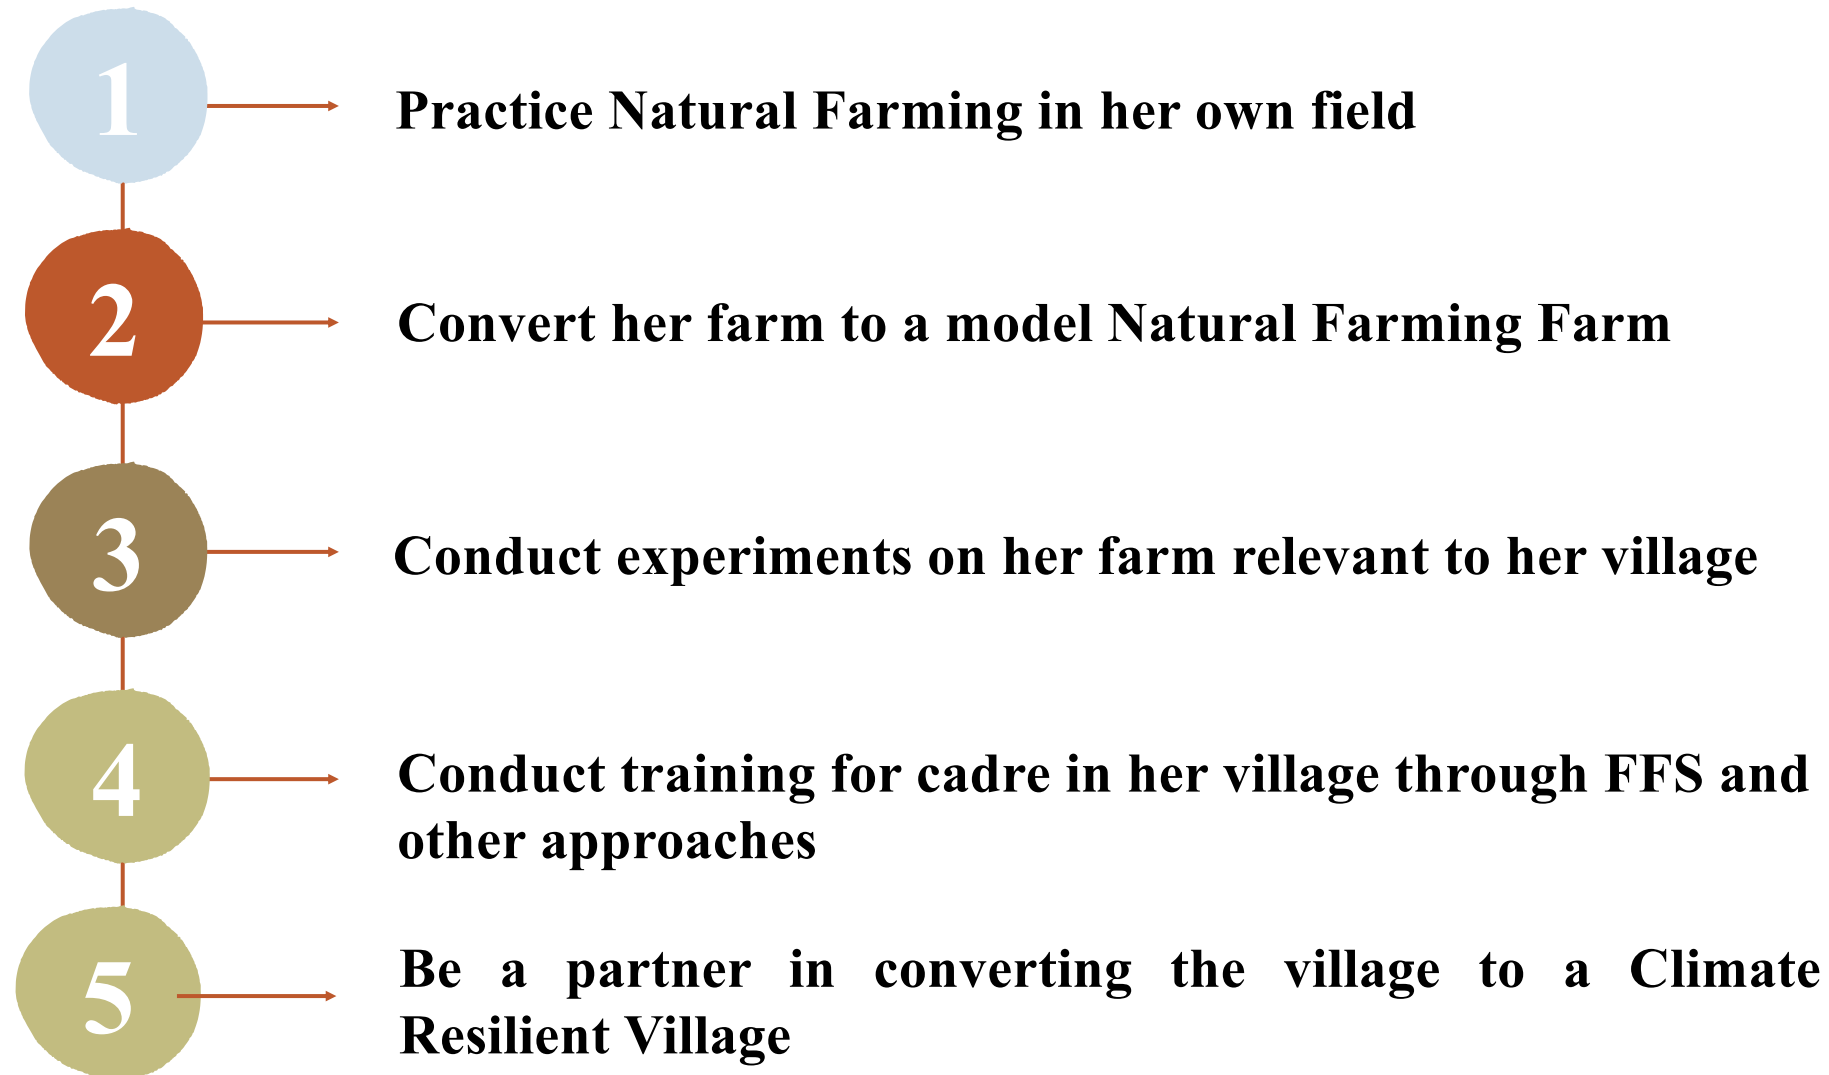 1
Practice Natural Farming in her own field
2
Convert her farm to a model Natural Farming Farm
3
Conduct experiments on her farm relevant to her village
4
Conduct training for cadre in her village through FFS and
other approaches
5
Be a partner in converting the village to a Climate
Resilient Village